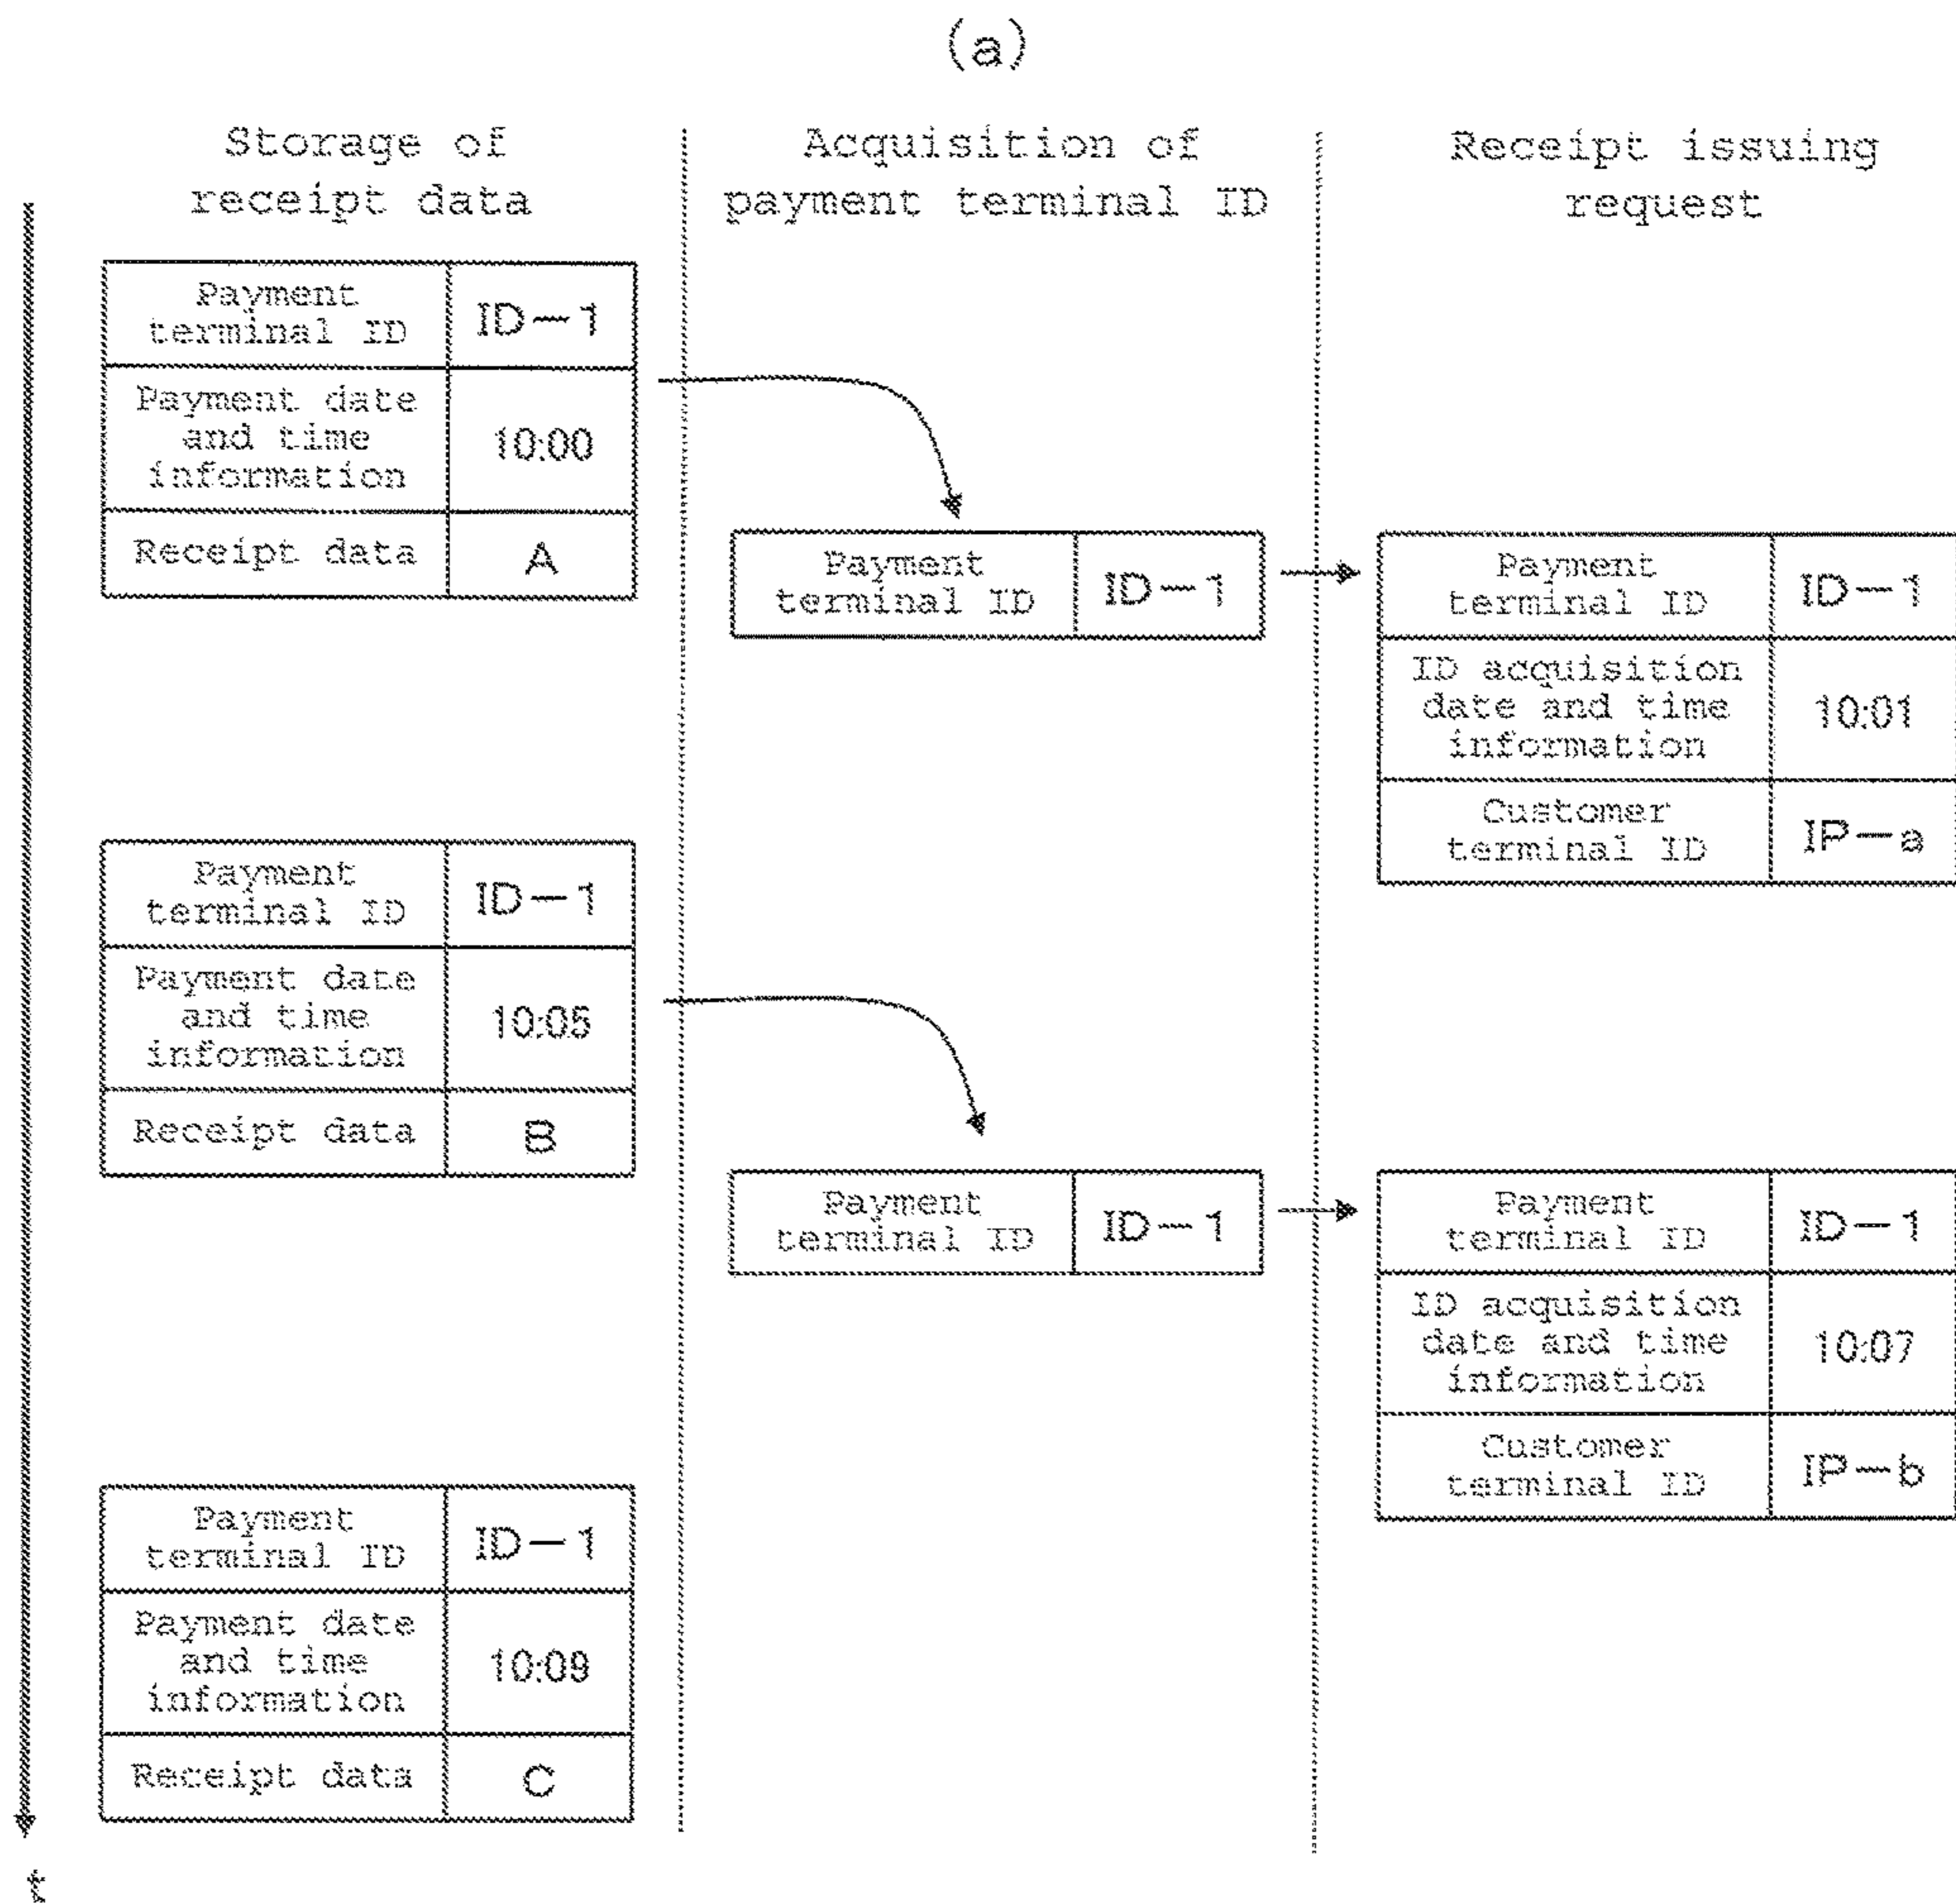 (a)
Storage of
receipt data
Acquisition of
payment terminal ID
Receipt issuing
request
Payment
terminal ID
ID—1
Payment date
and time
information
10:00
Receipt data
A
Payment
terminal ID
ID—1
Payment
terminal ID
ID—1
ID acquisition
date and time
information
10:01
Customer
terminal ID
IP—a
Payment
terminal ID
ID—1
Payment date
and time
information
10:05
Receipt data
B
Payment
terminal ID
ID—1
Payment
terminal ID
ID—1
ID acquisition
date and time
information
10:07
Customer
terminal ID
IP—b
Payment
terminal ID
ID—1
Payment date
and time
information
10:09
Receipt data
C
t